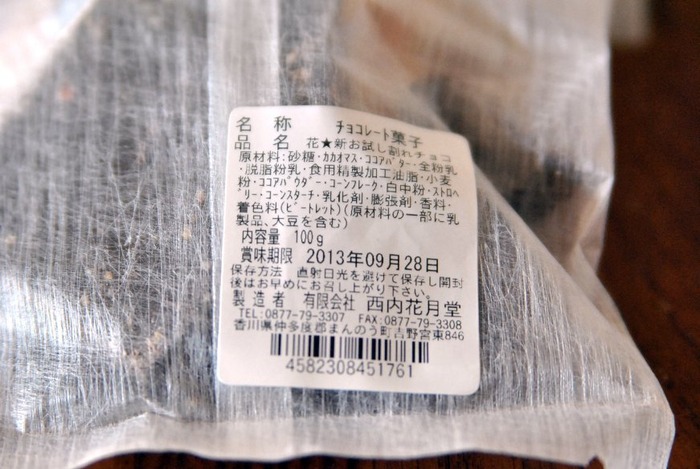 名 称 チョコレート菓子
品 名 花★新お試し割れチョコ
原材料:砂糖・カカオマス・ココアバター・全粉乳
・脱脂粉乳・食用精製加工油脂・小麦
粉・ココアパウダー・コーンフレーク・白中粉・ストロベ
リー・コーンスターチ・乳化剤・膨張剤・香料・
着色料(ビートレット)(原材料の一部に乳
製品、大豆を含む)
内容量 100g
賞味期限 2013年09月28日
保存方法 直射日光を避けて保存し開封
後はお早めにお召し上がり下さい。
製造者 有限会社 西内花月堂
TEL:0877-79-3307 FAX:0877-79-3308
香川県仲多度郡まんのう町吉野宮東846
4582308451761